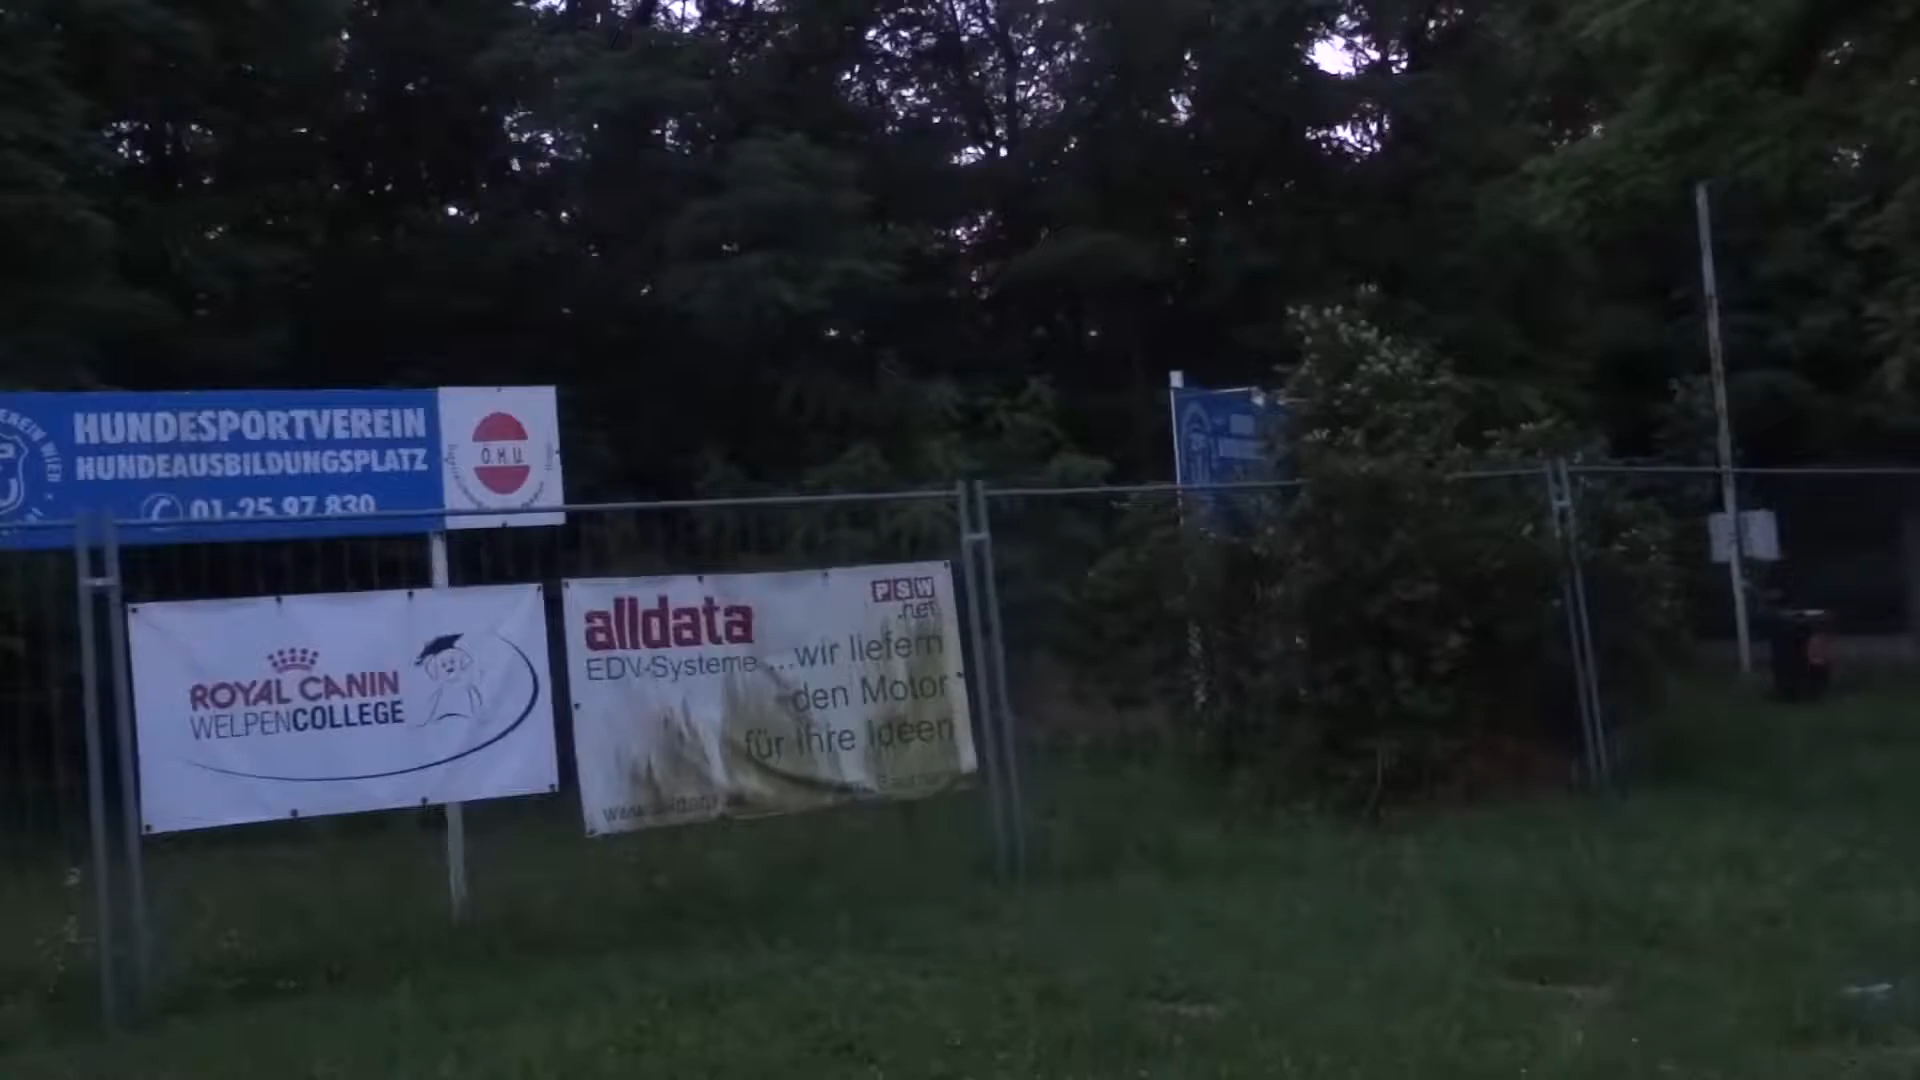 HUNDESPORTVEREIN
HUNDEAUSBILDUNGSPLATZ
01-25 97 830
Ö.H.U.
ROYAL CANIN
WELPENCOLLEGE
alldata
EDV-Systeme
PSW
.net
...wir liefern
den Motor
für Ihre Ideen